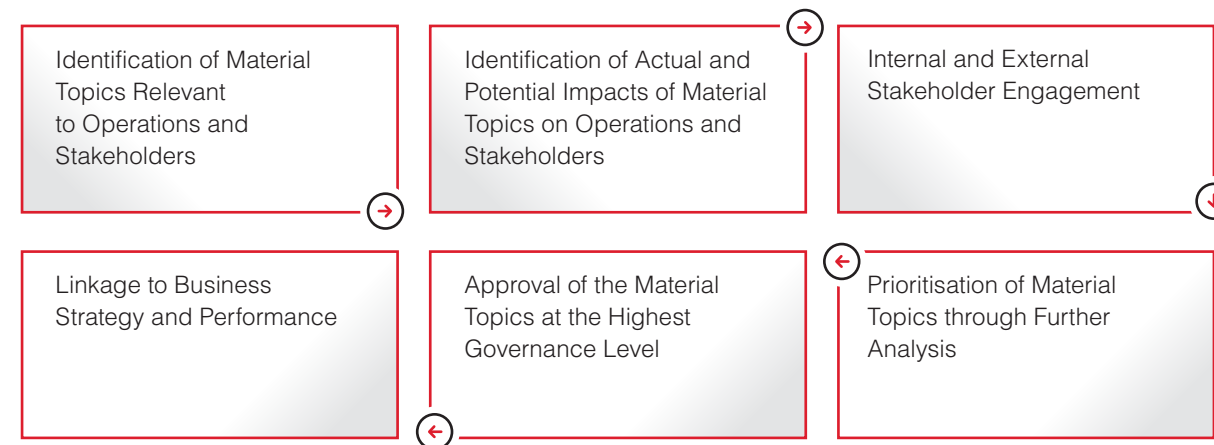 Identification of Material
Topics Relevant
to Operations and
Stakeholders
Identification of Actual and
Potential Impacts of Material
Topics on Operations and
Stakeholders
Internal and External
Stakeholder Engagement
Linkage to Business
Strategy and Performance
Approval of the Material
Topics at the Highest
Governance Level
Prioritisation of Material
Topics through Further
Analysis